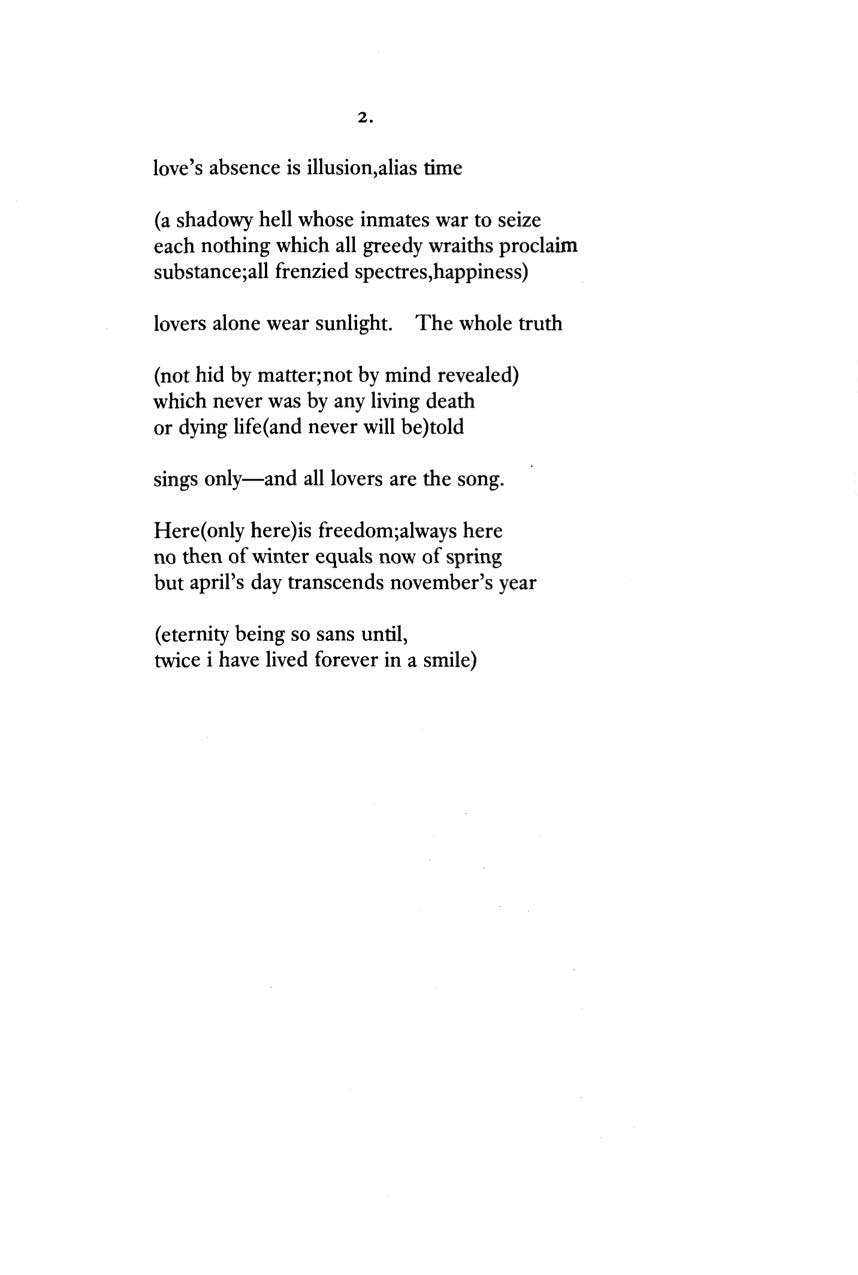 2.
love's absence is illusion,alias time
(a shadowy hell whose inmates war to seize
each nothing which all greedy wraiths proclaim
substance;all frenzied spectres,happiness)
lovers alone wear sunlight. The whole truth
(not hid by matter;not by mind revealed)
which never was by any living death
or dying life(and never will be)told
sings only—and all lovers are the song.
Here(only here)is freedom;always here
no then of winter equals now of spring
but april's day transcends november's year
(eternity being so sans until,
twice i have lived forever in a smile)